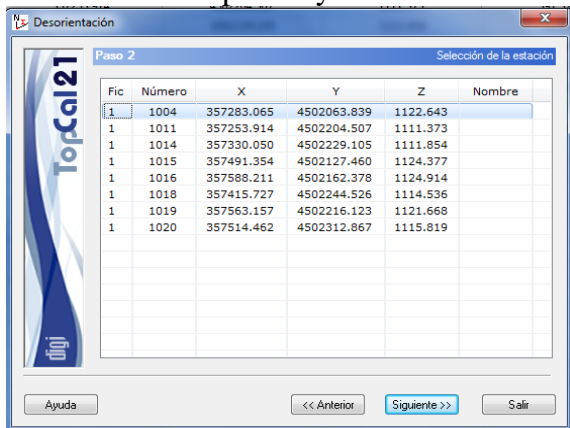 Desorientación
Paso 2
Selección de la estación
Fic Número X Y Z Nombre
1 1004 357283.065 4502063.839 1122.643
1 1011 357253.914 4502204.507 1111.373
1 1014 357330.050 4502229.105 1111.854
1 1015 357491.354 4502127.460 1124.377
1 1016 357588.211 4502162.378 1124.914
1 1018 357415.727 4502244.526 1114.536
1 1019 357563.157 4502216.123 1121.668
1 1020 357514.462 4502312.867 1115.819
TopCal21
digi
Ayuda
<< Anterior
Siguiente >>
Salir